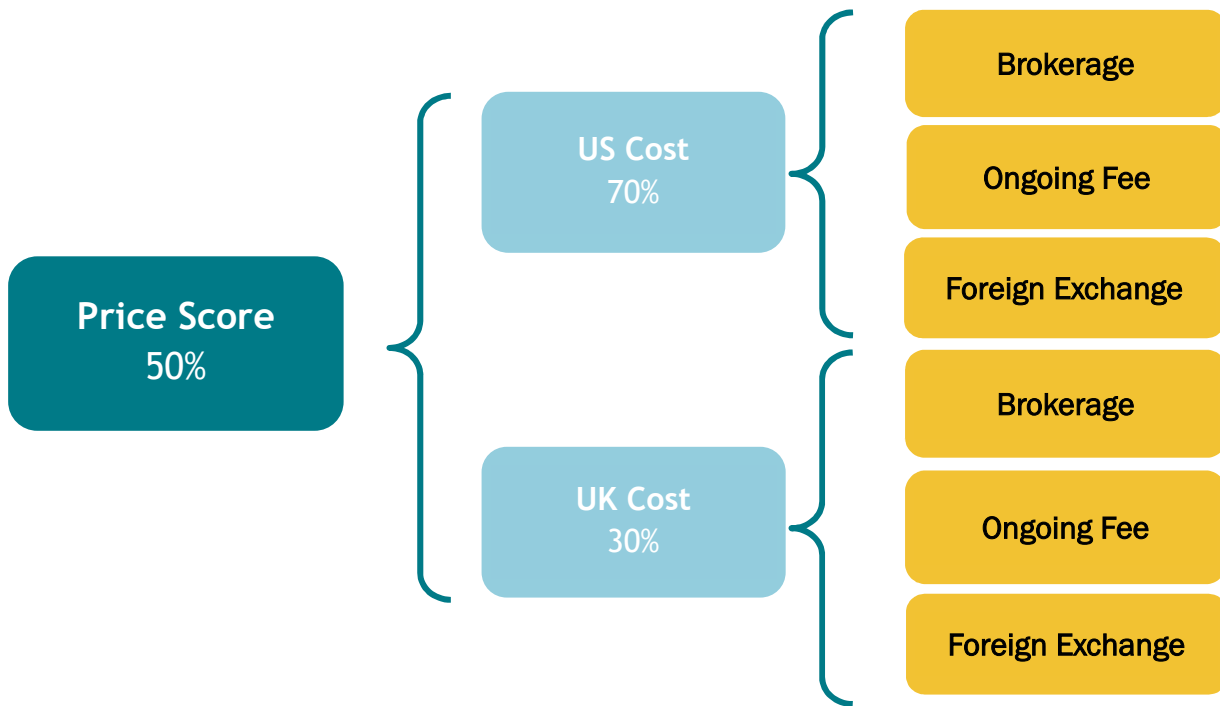 Price Score
50%
US Cost
70%
Brokerage
Ongoing Fee
Foreign Exchange
UK Cost
30%
Brokerage
Ongoing Fee
Foreign Exchange